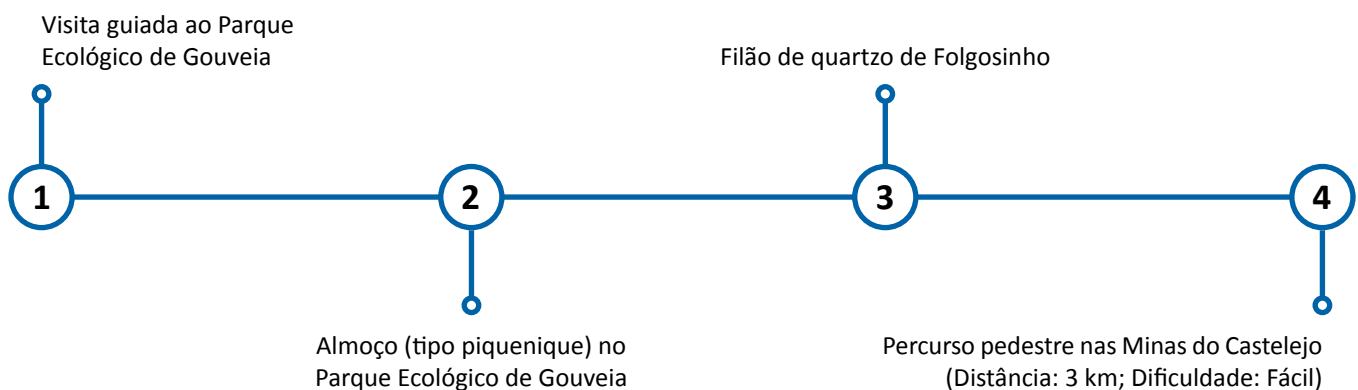 Visita guiada ao Parque
Ecológico de Gouveia
Filão de quartzo de Folgosinho
1
2
3
4
Almoço (tipo piquenique) no
Parque Ecológico de Gouveia
Percurso pedestre nas Minas do Castelejo
(Distância: 3 km; Dificuldade: Fácil)